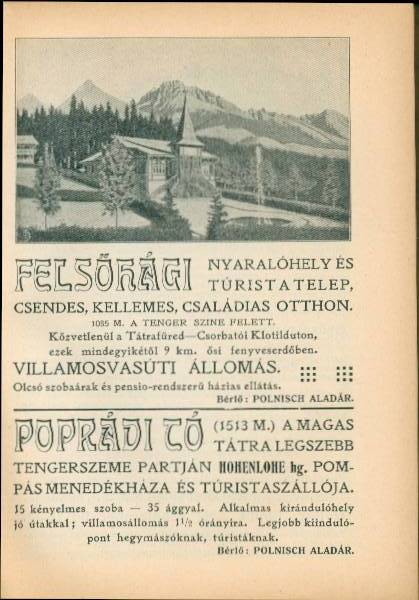 FELSŐHÁGI NYARALÓHELY ÉS
TÚRISTATELEP,
CSENDES, KELLEMES, CSALÁDIAS OTTHON.
1085 M. A TENGER SZINE FELETT.
Közvetlenül a Tátrafüred—Csorbatói Klotilduton,
ezek mindegyikétől 9 km. ősi fenyveserdőben.
VILLAMOSVASÚTI ÁLLOMÁS.
Olcsó szobaárak és pensio-rendszerű házias ellátás.
Bérlő: POLNISCH ALADÁR.
POPRÁDI TÓ (1513 M.) A MAGAS
TÁTRA LEGSZEBB
TENGERSZEME PARTJÁN HOHENLOHE hg. POM-
PÁS MENEDÉKHÁZA ÉS TÚRISTASZÁLLÓJA.
15 kényelmes szoba — 35 ággyal. Alkalmas kirándulóhely
jó útakkal; villamosállomás 1 1/2 órányira. Legjobb kiinduló-
pont hegymászóknak, túristáknak.
Bérlő: POLNISCH ALADÁR.